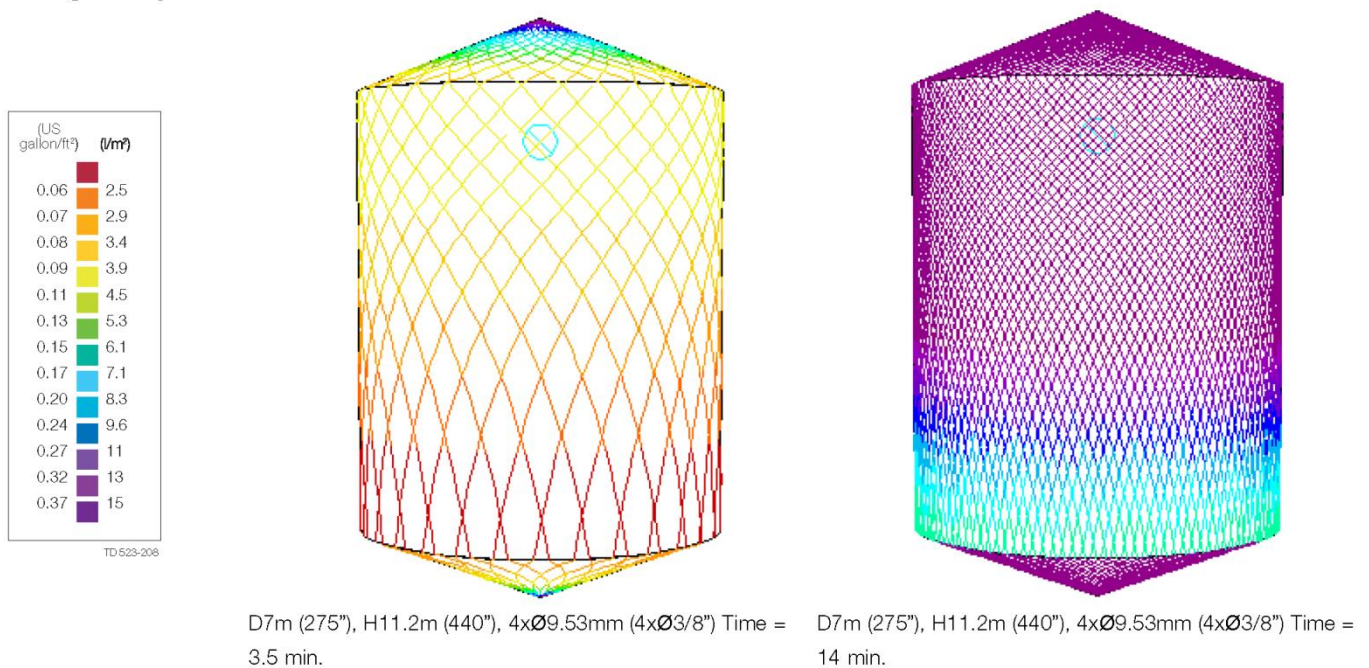 (US
gallon/ft²) (l/m²)
0.06 2.5
0.07 2.9
0.08 3.4
0.09 3.9
0.11 4.5
0.13 5.3
0.15 6.1
0.17 7.1
0.20 8.3
0.24 9.6
0.27 11
0.32 13
0.37 15
TD 523-208
D7m (275”), H11.2m (440”), 4xØ9.53mm (4xØ3/8”) Time =
3.5 min.
D7m (275”), H11.2m (440”), 4xØ9.53mm (4xØ3/8”) Time =
14 min.